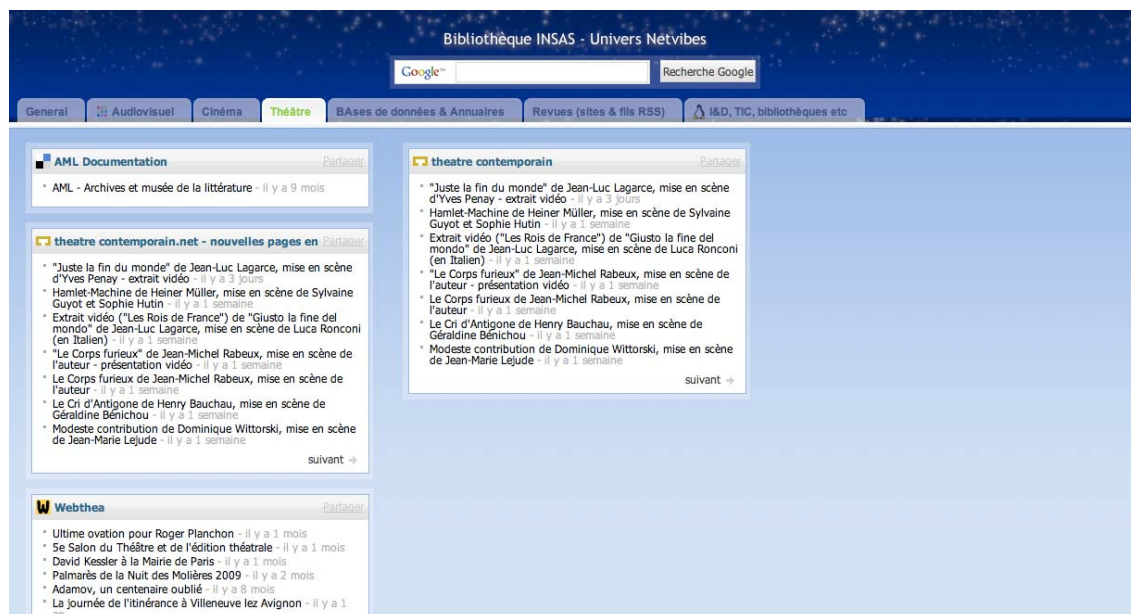 Bibliothèque INSAS - Univers Netvibes
Google™
Recherche Google
General
Audiovisuel
Cinéma
Théâtre
BAses de données & Annuaires
Revues (sites & fils RSS)
I&D, TIC, bibliothèques etc
AML Documentation
Partager
AML - Archives et musée de la littérature - il y a 9 mois
theatre contemporain.net - nouvelles pages en
Partager
"Juste la fin du monde" de Jean-Luc Lagarce, mise en scène
d'Yves Penay - extrait vidéo - il y a 3 jours
Hamlet-Machine de Heiner Müller, mise en scène de Sylvaine
Guyot et Sophie Hutin - il y a 1 semaine
Extrait vidéo ("Les Rois de France") de "Giusto la fine del
mondo" de Jean-Luc Lagarce, mise en scène de Luca Ronconi
(en Italien) - il y a 1 semaine
"Le Corps furieux" de Jean-Michel Rabeux, mise en scène de
l'auteur - présentation vidéo - il y a 1 semaine
Le Corps furieux de Jean-Michel Rabeux, mise en scène de
l'auteur - il y a 1 semaine
Le Cri d'Antigone de Henry Bauchau, mise en scène de
Géraldine Bénichou - il y a 1 semaine
Modeste contribution de Dominique Wittorski, mise en scène
de Jean-Marie Lejude - il y a 1 semaine
suivant
Webthea
Partager
Ultime ovation pour Roger Planchon - il y a 1 mois
5e Salon du Théâtre et de l'édition théatrale - il y a 1 mois
David Kessler à la Mairie de Paris - il y a 1 mois
Palmarès de la Nuit des Molières 2009 - il y a 2 mois
Adamov, un centenaire oublié - il y a 8 mois
La journée de l'itinérance à Villeneuve lez Avignon - il y a 1
theatre contemporain
Partager
"Juste la fin du monde" de Jean-Luc Lagarce, mise en scène
d'Yves Penay - extrait vidéo - il y a 3 jours
Hamlet-Machine de Heiner Müller, mise en scène de Sylvaine
Guyot et Sophie Hutin - il y a 1 semaine
Extrait vidéo ("Les Rois de France") de "Giusto la fine del
mondo" de Jean-Luc Lagarce, mise en scène de Luca Ronconi
(en Italien) - il y a 1 semaine
"Le Corps furieux" de Jean-Michel Rabeux, mise en scène de
l'auteur - présentation vidéo - il y a 1 semaine
Le Corps furieux de Jean-Michel Rabeux, mise en scène de
l'auteur - il y a 1 semaine
Le Cri d'Antigone de Henry Bauchau, mise en scène de
Géraldine Bénichou - il y a 1 semaine
Modeste contribution de Dominique Wittorski, mise en scène
de Jean-Marie Lejude - il y a 1 semaine
suivant